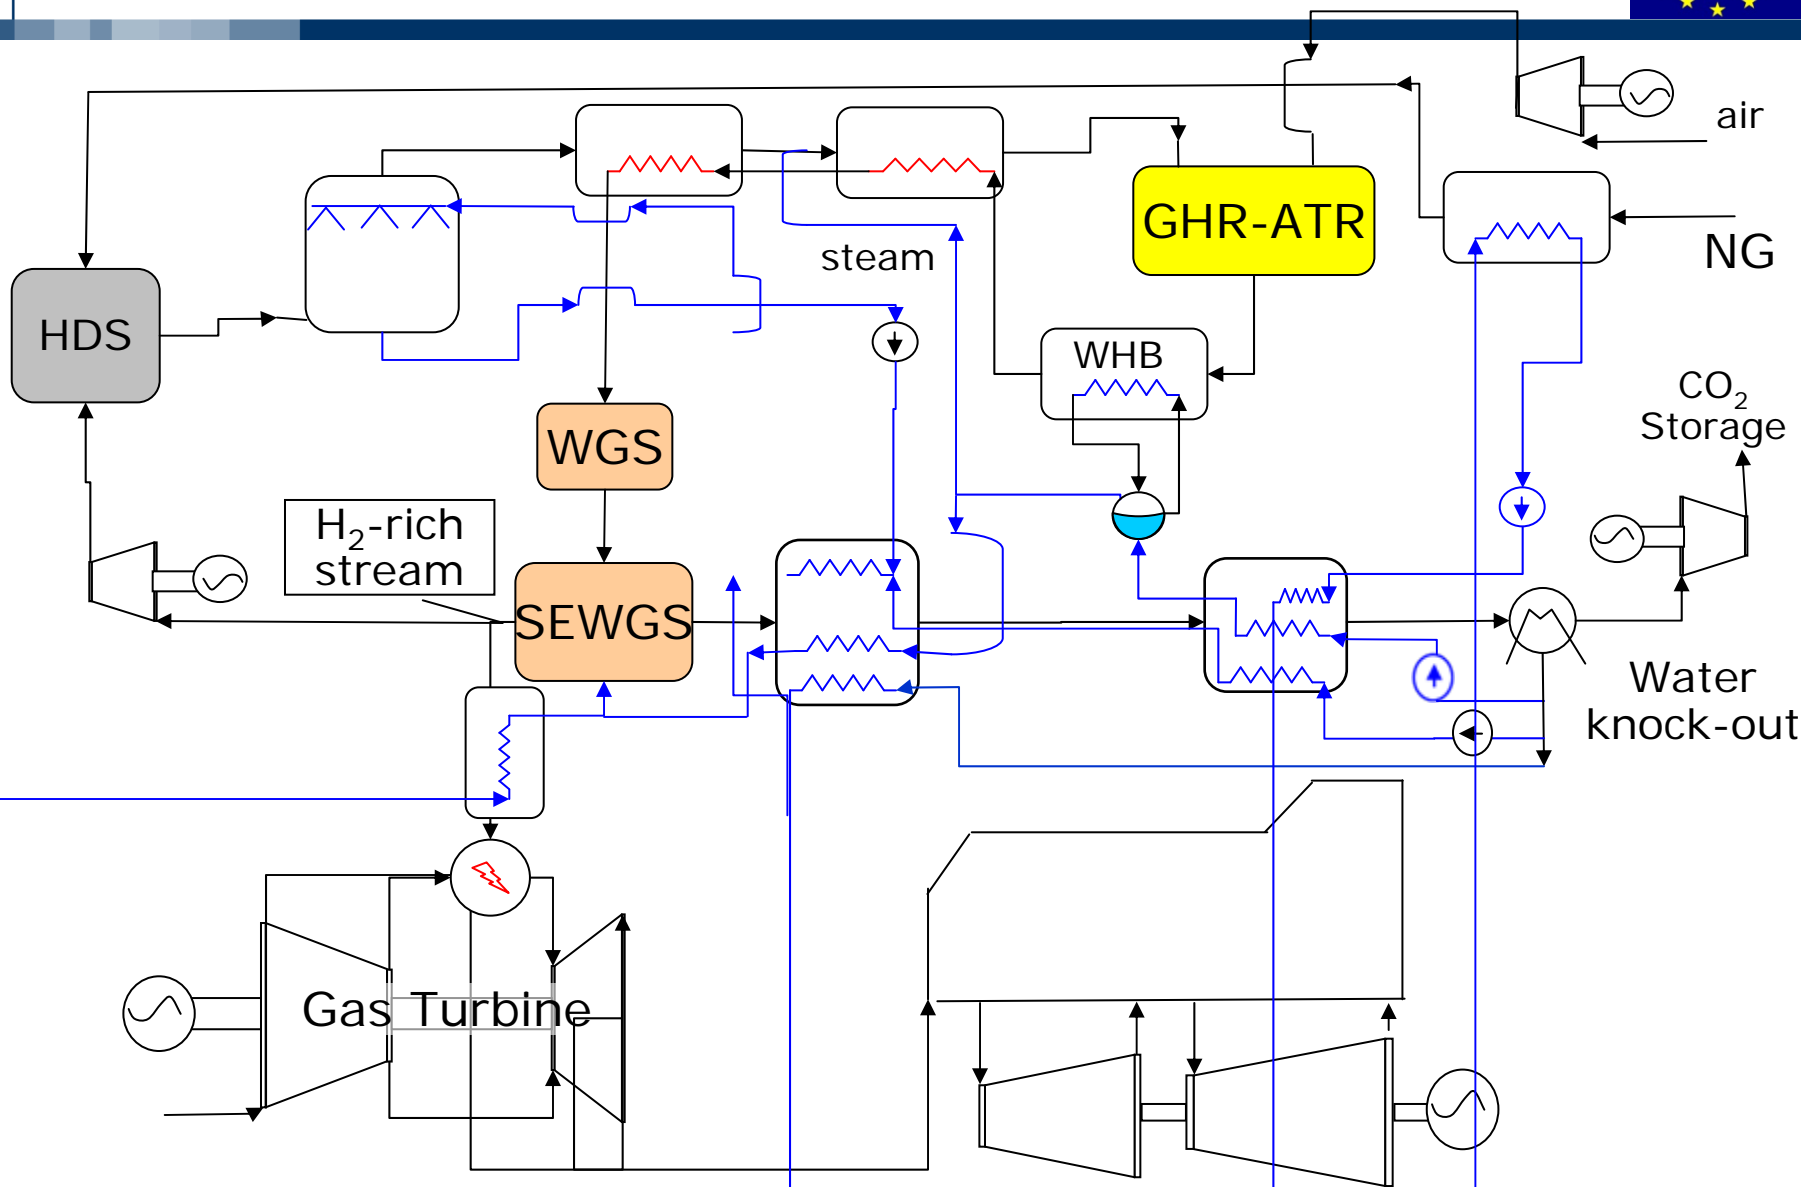 air
GHR-ATR
NG
steam
HDS
WHB
CO2
Storage
WGS
H2-rich
stream
SEWGS
Water
knock-out
Gas Turbine